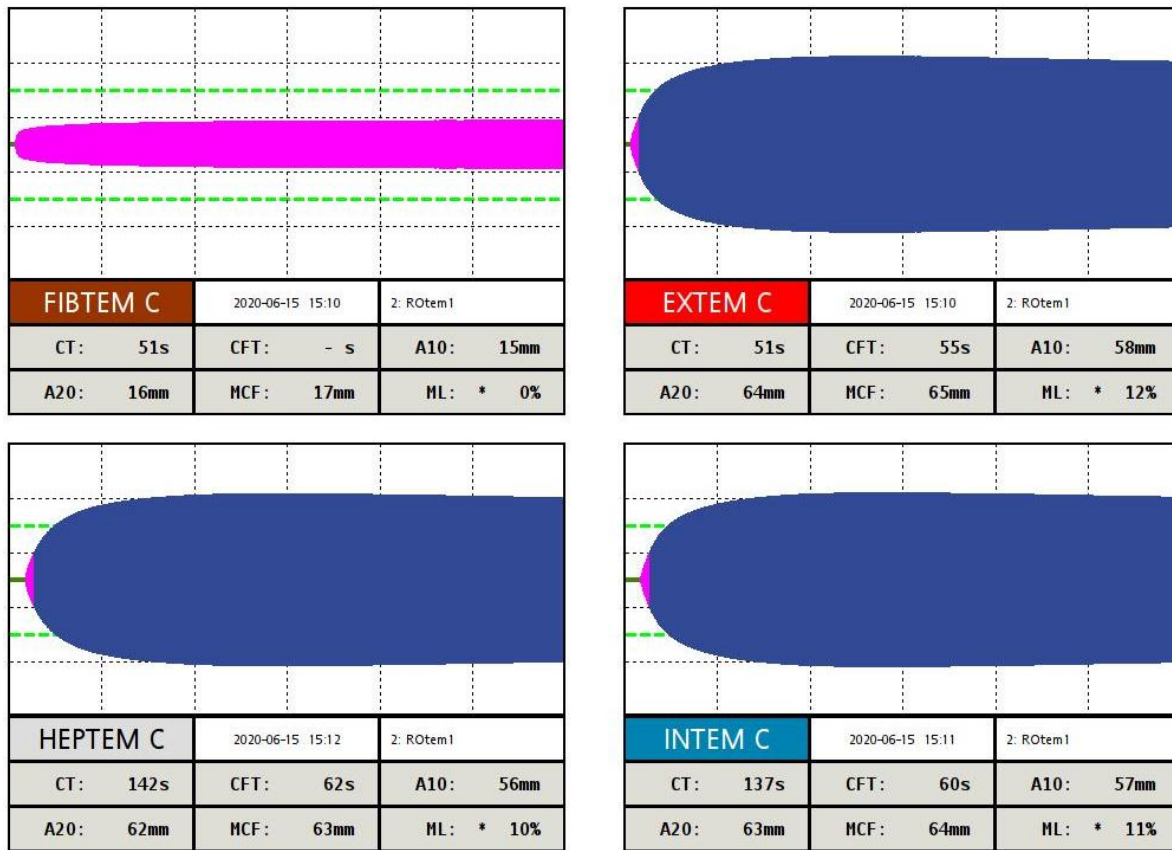 FIBTEM C 2020-06-15 15:10 2: ROtem1
CT: 51s CFT: - s A10: 15mm
A20: 16mm MCF: 17mm ML: * 0%
EXTEM C 2020-06-15 15:10 2: ROtem1
CT: 51s CFT: 55s A10: 58mm
A20: 64mm MCF: 65mm ML: * 12%
HEPTEM C 2020-06-15 15:12 2: ROtem1
CT: 142s CFT: 62s A10: 56mm
A20: 62mm MCF: 63mm ML: * 10%
INTEM C 2020-06-15 15:11 2: ROtem1
CT: 137s CFT: 60s A10: 57mm
A20: 63mm MCF: 64mm ML: * 11%